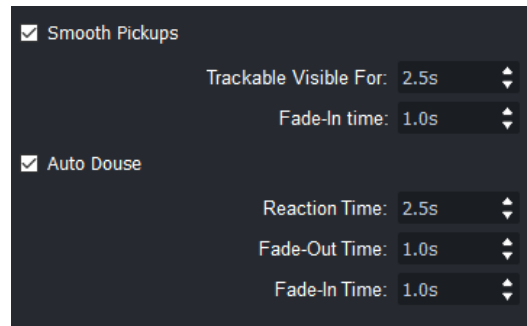 Smooth Pickups
Trackable Visible For: 2.5s
Fade-In time: 1.0s
Auto Douse
Reaction Time: 2.5s
Fade-Out Time: 1.0s
Fade-In Time: 1.0s